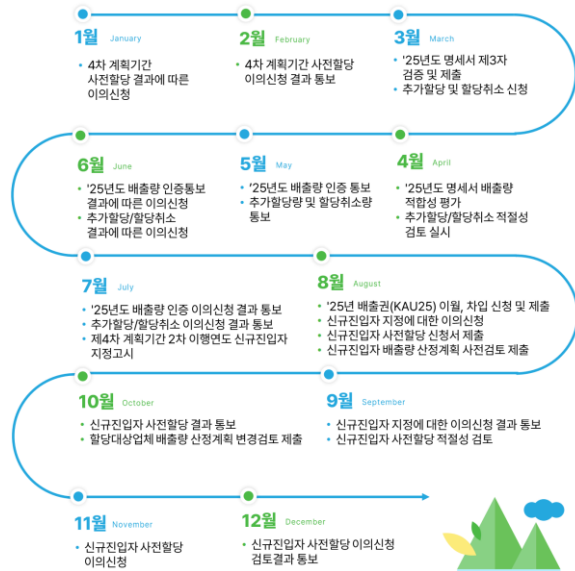 1월 January
• 4차 계획기간
사전할당 결과에 따른
이의신청
2월 February
• 4차 계획기간 사전할당
이의신청 결과 통보
3월 March
• '25년도 명세서 제3자
검증 및 제출
• 추가할당 및 할당취소 신청
4월 April
• '25년도 명세서 배출량
적합성 평가
• 추가할당/할당취소 적절성
검토 실시
5월 May
• '25년도 배출량 인증 통보
• 추가할당량 및 할당취소량
통보
6월 June
• '25년도 배출량 인증통보
결과에 따른 이의신청
• 추가할당/할당취소
결과에 따른 이의신청
7월 July
• '25년도 배출량 인증 이의신청 결과 통보
• 추가할당/할당취소 이의신청 결과 통보
• 제4차 계획기간 2차 이행연도 신규진입자
지정고시
8월 August
• '25년 배출권(KAU25) 이월, 차입 신청 및 제출
• 신규진입자 지정에 대한 이의신청
• 신규진입자 사전할당 신청서 제출
• 신규진입자 배출량 산정계획 사전검토 제출
9월 September
• 신규진입자 지정에 대한 이의신청 결과 통보
• 신규진입자 사전할당 적절성 검토
10월 October
• 신규진입자 사전할당 결과 통보
• 할당대상업체 배출량 산정계획 변경검토 제출
11월 November
• 신규진입자 사전할당
이의신청
12월 December
• 신규진입자 사전할당 이의신청
검토결과 통보